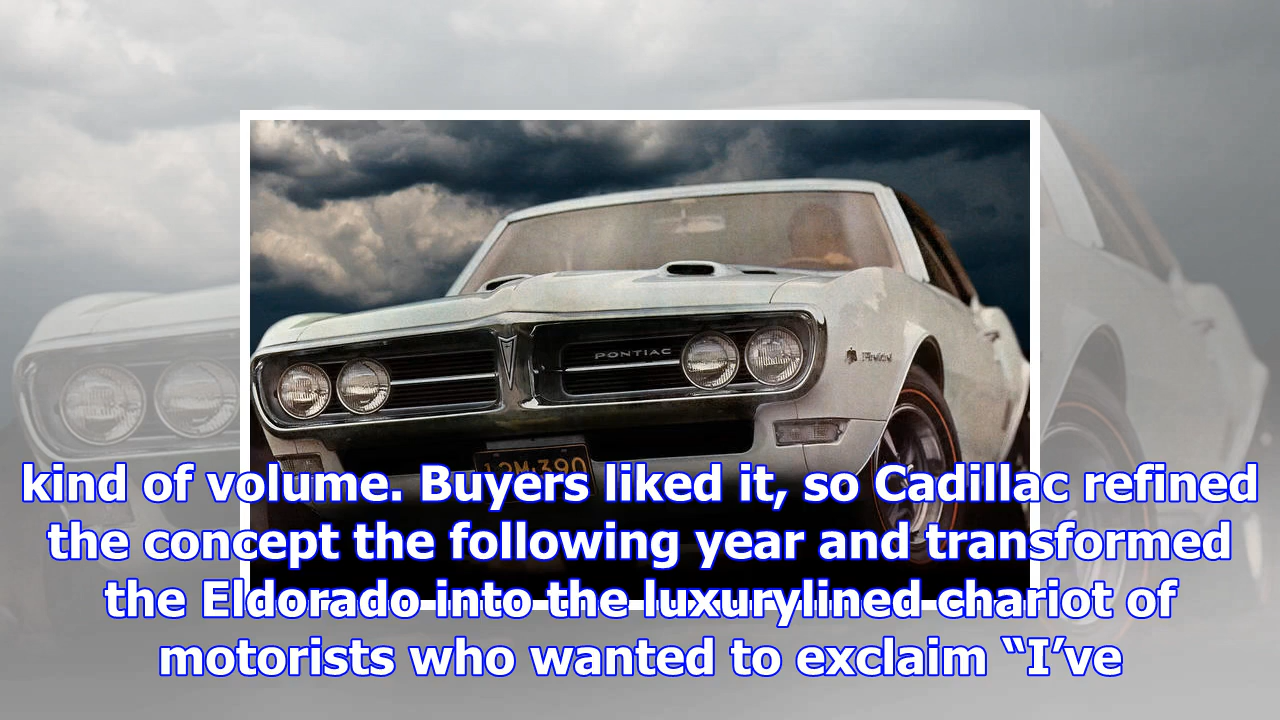 PONTIAC
Firebird
kind of volume. Buyers liked it, so Cadillac refined
the concept the following year and transformed
the Eldorado into the luxurylined chariot of
motorists who wanted to exclaim “I’ve